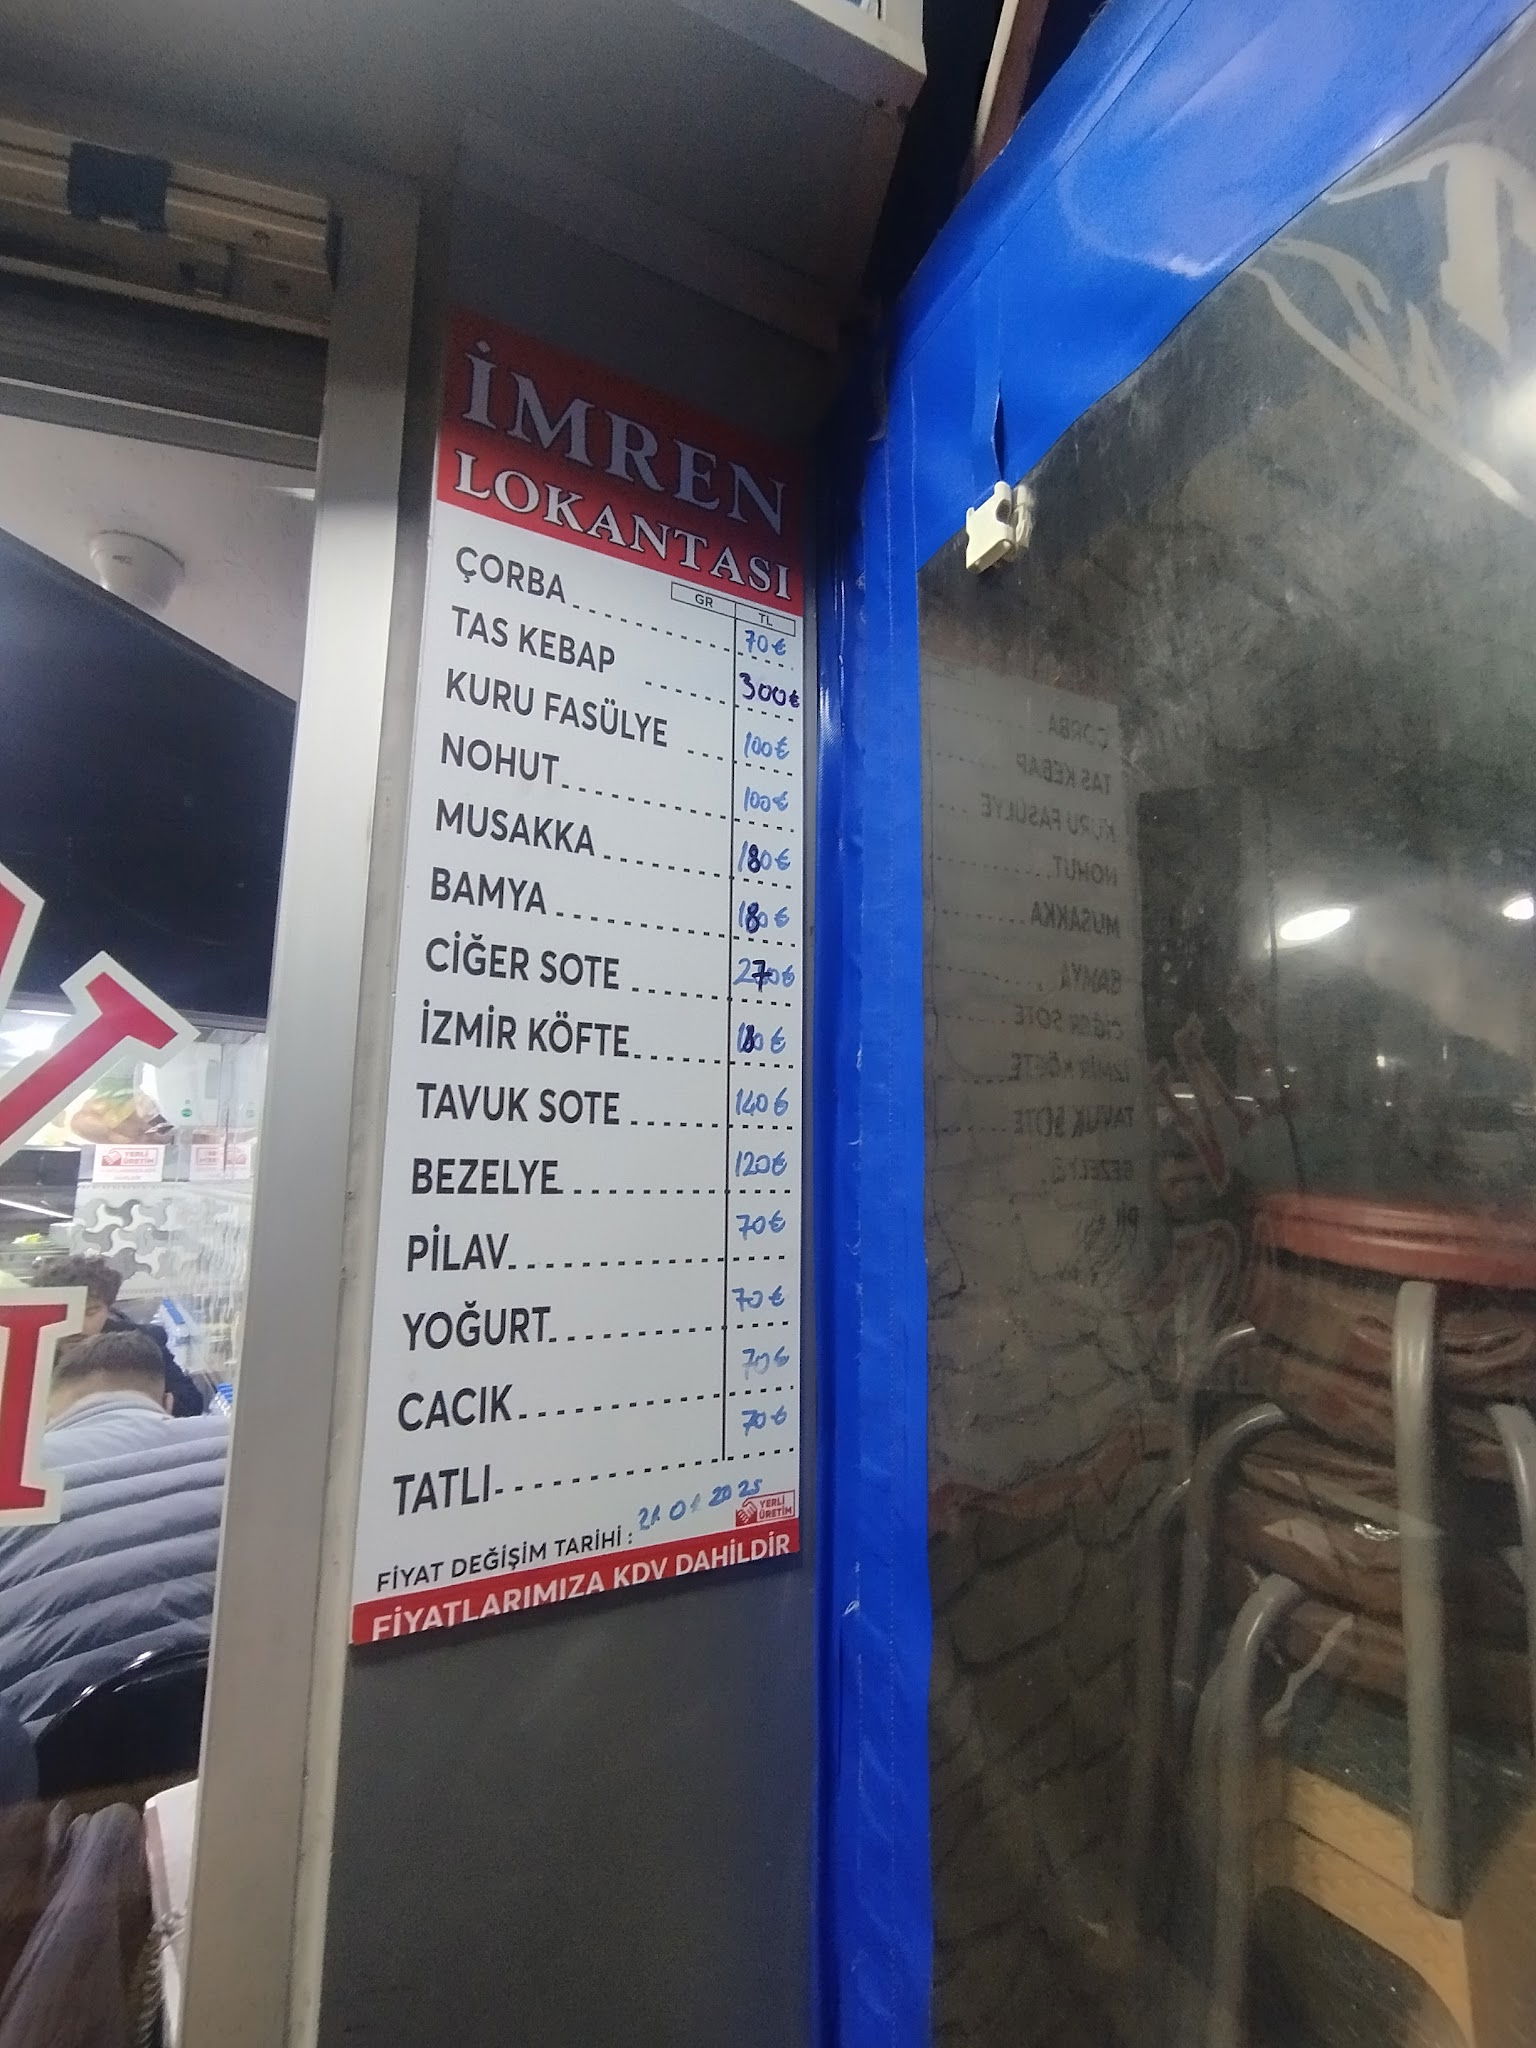 İMREN
LOKANTASI
GR TL
ÇORBA 70₺
TAS KEBAP 300₺
KURU FASÜLYE 100₺
NOHUT 100₺
MUSAKKA 180₺
BAMYA 180₺
CİĞER SOTE 270₺
İZMİR KÖFTE 180₺
TAVUK SOTE 140₺
BEZELYE 120₺
PİLAV 70₺
YOĞURT 70₺
CACIK 70₺
TATLI 70₺
FİYAT DEĞİŞİM TARİHİ : 21.01.2025
YERLİ
ÜRETİM
FİYATLARIMIZA KDV DAHİLDİR
YERLİ
ÜRETİM